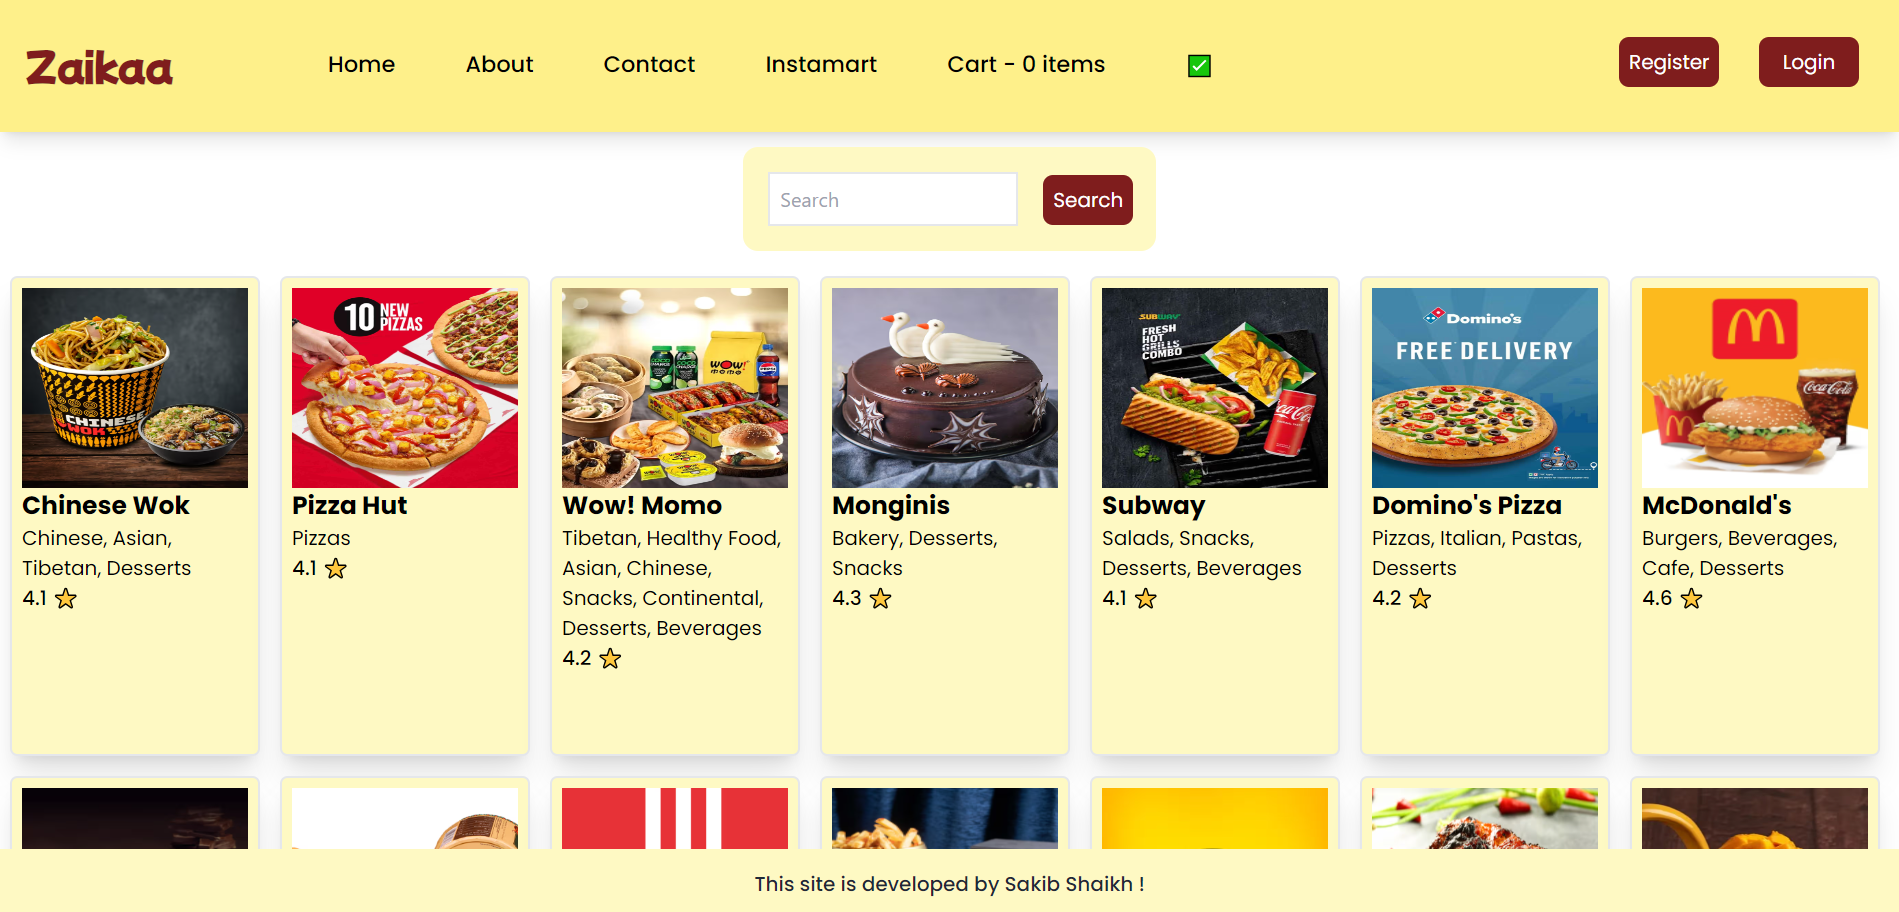 Zaikaa
Home
About
Contact
Instamart
Cart - 0 items
✅
Register
Login
Search
Search
CHINESE
WOK
Chinese Wok
Chinese, Asian,
Tibetan, Desserts
4.1 ⭐
10 NEW
PIZZAS
Pizza Hut
Pizzas
4.1 ⭐
WOW!
Wow! Momo
Tibetan, Healthy Food,
Asian, Chinese,
Snacks, Continental,
Desserts, Beverages
4.2 ⭐
Monginis
Bakery, Desserts,
Snacks
4.3 ⭐
SUBWAY
FRESH
HOT
GRILLS
COMBO
Coca-Cola
Subway
Salads, Snacks,
Desserts, Beverages
4.1 ⭐
Domino's
FREE DELIVERY
Domino's Pizza
Pizzas, Italian, Pastas,
Desserts
4.2 ⭐
M
Coca-Cola
McDonald's
Burgers, Beverages,
Cafe, Desserts
4.6 ⭐
This site is developed by Sakib Shaikh !